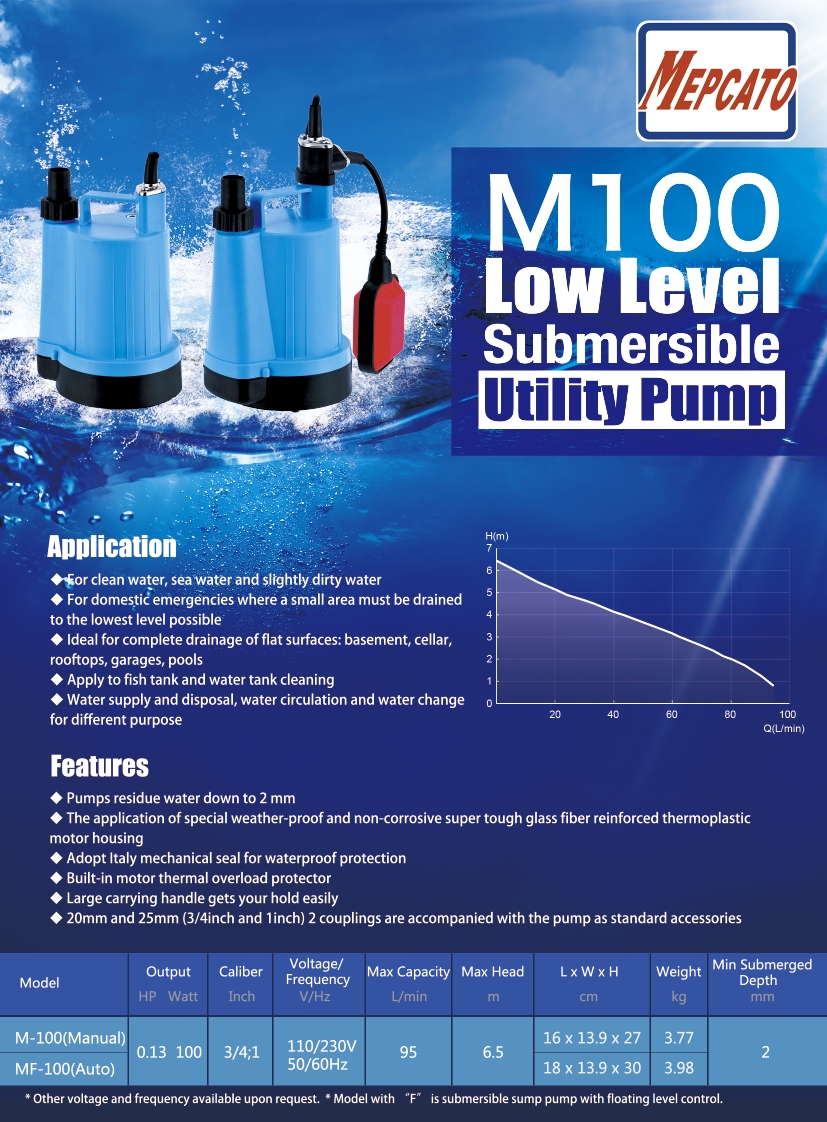 MEPCATO
M100
Low Level
Submersible
Utility Pump
Application
◆ For clean water, sea water and slightly dirty water
◆ For domestic emergencies where a small area must be drained
to the lowest level possible
◆ Ideal for complete drainage of flat surfaces: basement, cellar,
rooftops, garages, pools
◆ Apply to fish tank and water tank cleaning
◆ Water supply and disposal, water circulation and water change
for different purpose
H(m)
7
6
5
4
3
2
1
0
20 40 60 80 100
Q(L/min)
Features
◆ Pumps residue water down to 2 mm
◆ The application of special weather-proof and non-corrosive super tough glass fiber reinforced thermoplastic
motor housing
◆ Adopt Italy mechanical seal for waterproof protection
◆ Built-in motor thermal overload protector
◆ Large carrying handle gets your hold easily
◆ 20mm and 25mm (3/4inch and 1inch) 2 couplings are accompanied with the pump as standard accessories
Model Output Caliber Voltage/ Frequency Max Capacity Max Head L x W x H Weight Min Submerged Depth
HP Watt Inch V/Hz L/min m cm kg mm
M-100(Manual) 0.13 100 3/4;1 110/230V 50/60Hz 95 6.5 16 x 13.9 x 27 3.77 2
MF-100(Auto) 18 x 13.9 x 30 3.98
* Other voltage and frequency available upon request. * Model with "F" is submersible sump pump with floating level control.